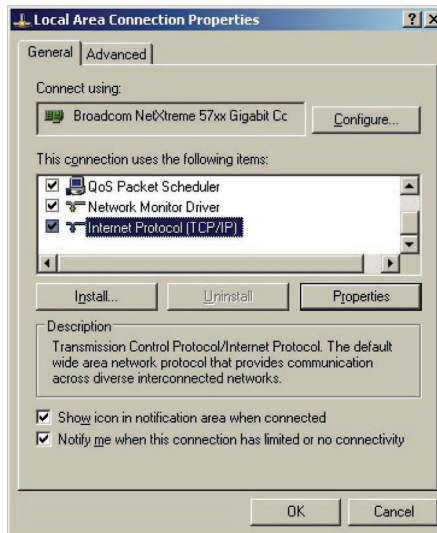 Local Area Connection Properties
General
Advanced
Connect using:
Broadcom NetXtreme 57xx Gigabit Cc
Configure...
This connection uses the following items:
QoS Packet Scheduler
Network Monitor Driver
Internet Protocol (TCP/IP)
Install...
Uninstall
Properties
Description
Transmission Control Protocol/Internet Protocol. The default
wide area network protocol that provides communication
across diverse interconnected networks.
Show icon in notification area when connected
Notify me when this connection has limited or no connectivity
OK
Cancel